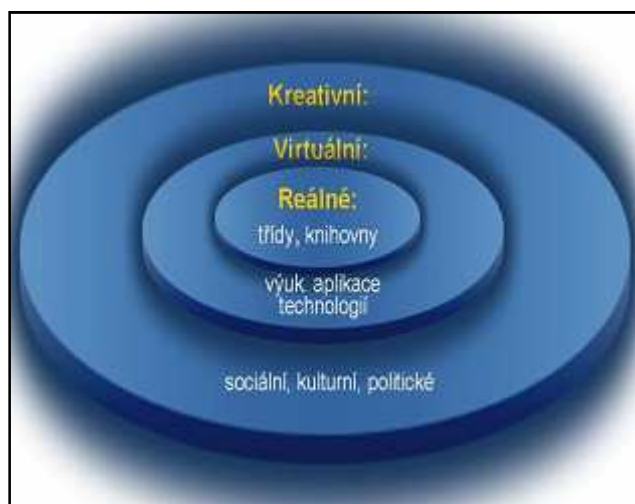 Kreativní:
Virtuální:
Reálné:
třídy, knihovny
výuk. aplikace
technologií
sociální, kulturní, politické